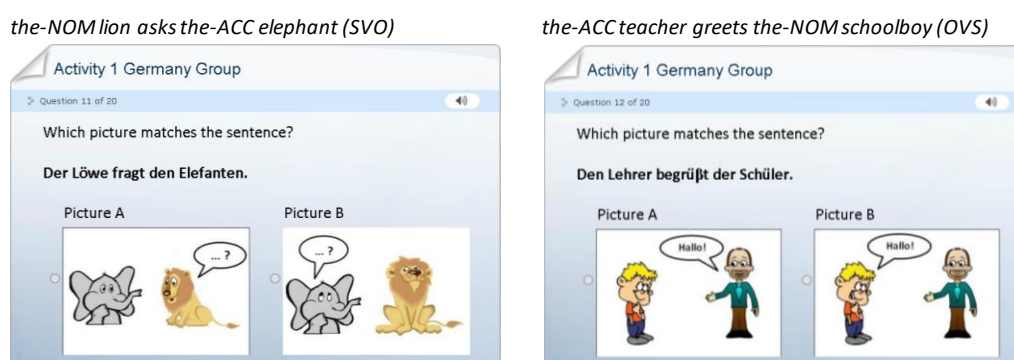 the-NOM lion asks the-ACC elephant (SVO)
Activity 1 Germany Group
Question 11 of 20
Which picture matches the sentence?
Der Löwe fragt den Elefanten.
Picture A
Picture B
... ?
... ?
the-ACC teacher greets the-NOM schoolboy (OVS)
Activity 1 Germany Group
Question 12 of 20
Which picture matches the sentence?
Den Lehrer begrüβt der Schüler.
Picture A
Picture B
Hallo!
Hallo!